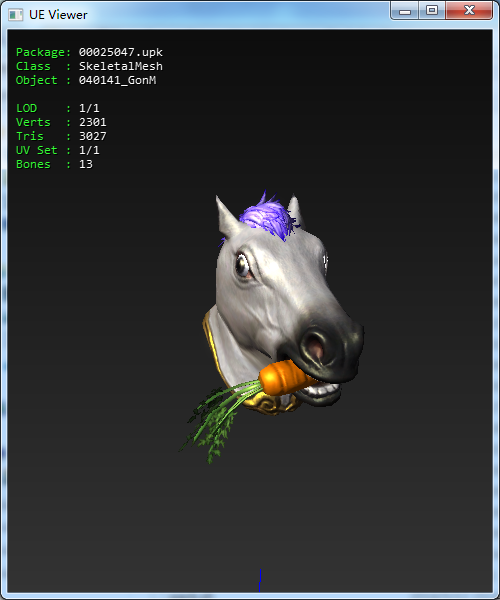 UE Viewer
Package: 00025047.upk
Class : SkeletalMesh
Object : 040141_GonM
LOD : 1/1
Verts : 2301
Tris : 3027
UV Set : 1/1
Bones : 13